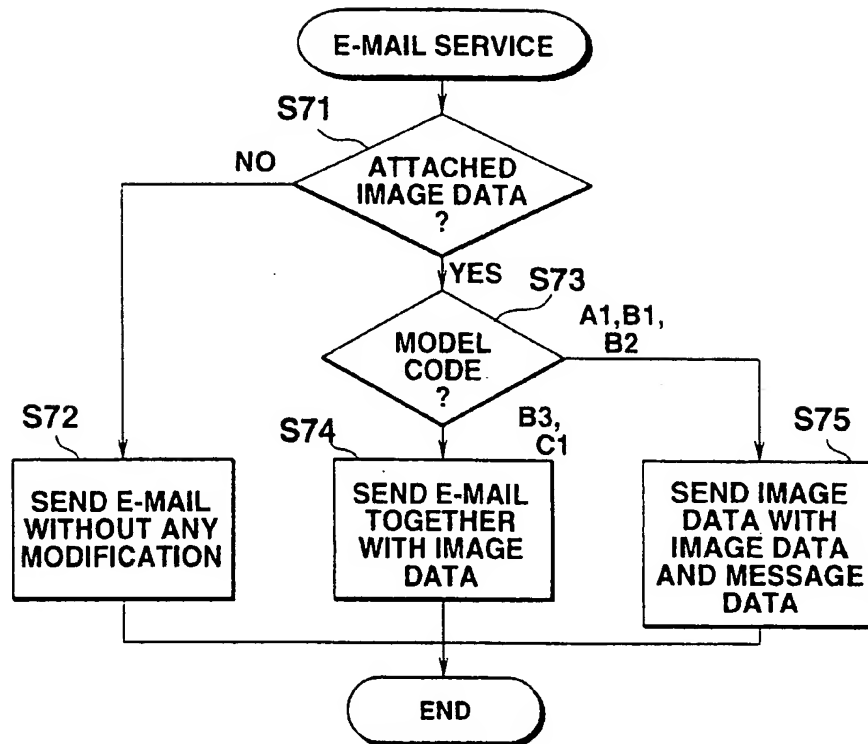 E-MAIL SERVICE
S71
NO
ATTACHED
IMAGE DATA
?
YES
S73
A1,B1,
B2
MODEL
CODE
?
B3,
C1
S72
SEND E-MAIL
WITHOUT ANY
MODIFICATION
S74
SEND E-MAIL
TOGETHER
WITH IMAGE
DATA
S75
SEND IMAGE
DATA WITH
IMAGE DATA
AND MESSAGE
DATA
END